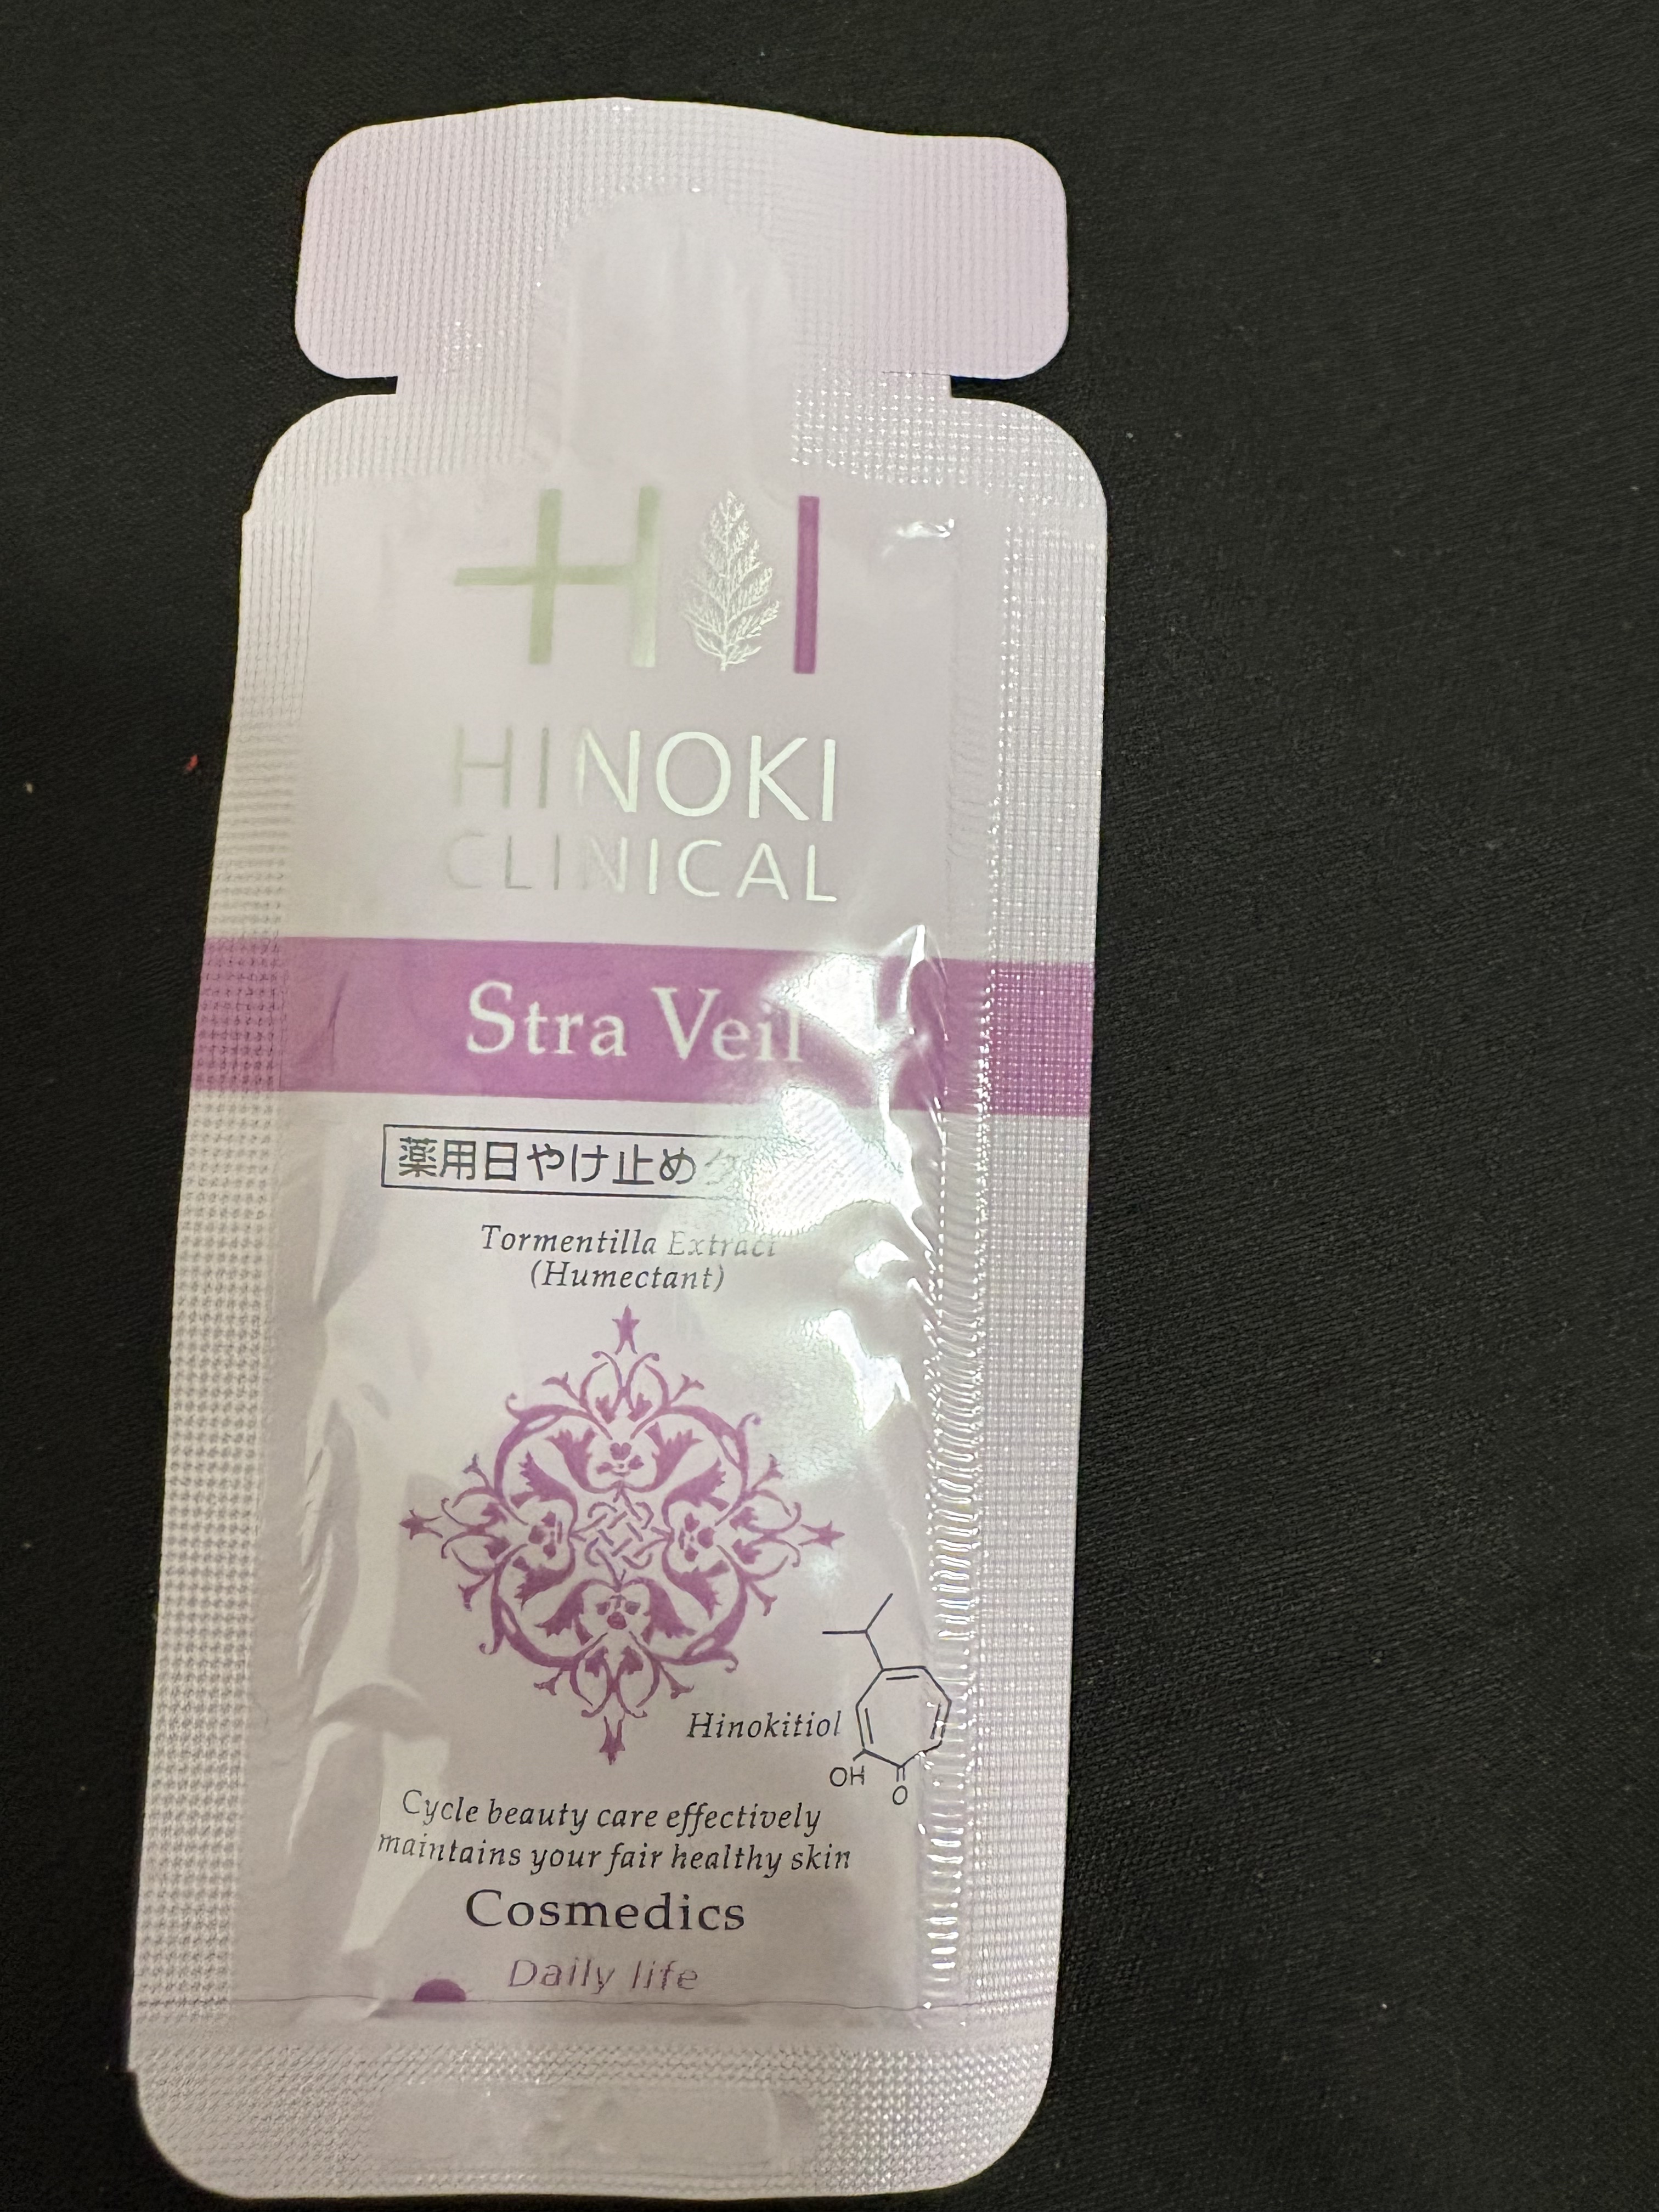 HI
HINOKI
CLINICAL
Stra Veil
薬用日やけ止め
Tormentilla Extract
(Humectant)
Hinokitiol
OH
O
Cycle beauty care effectively
maintains your fair healthy skin
Cosmedics
Daily life